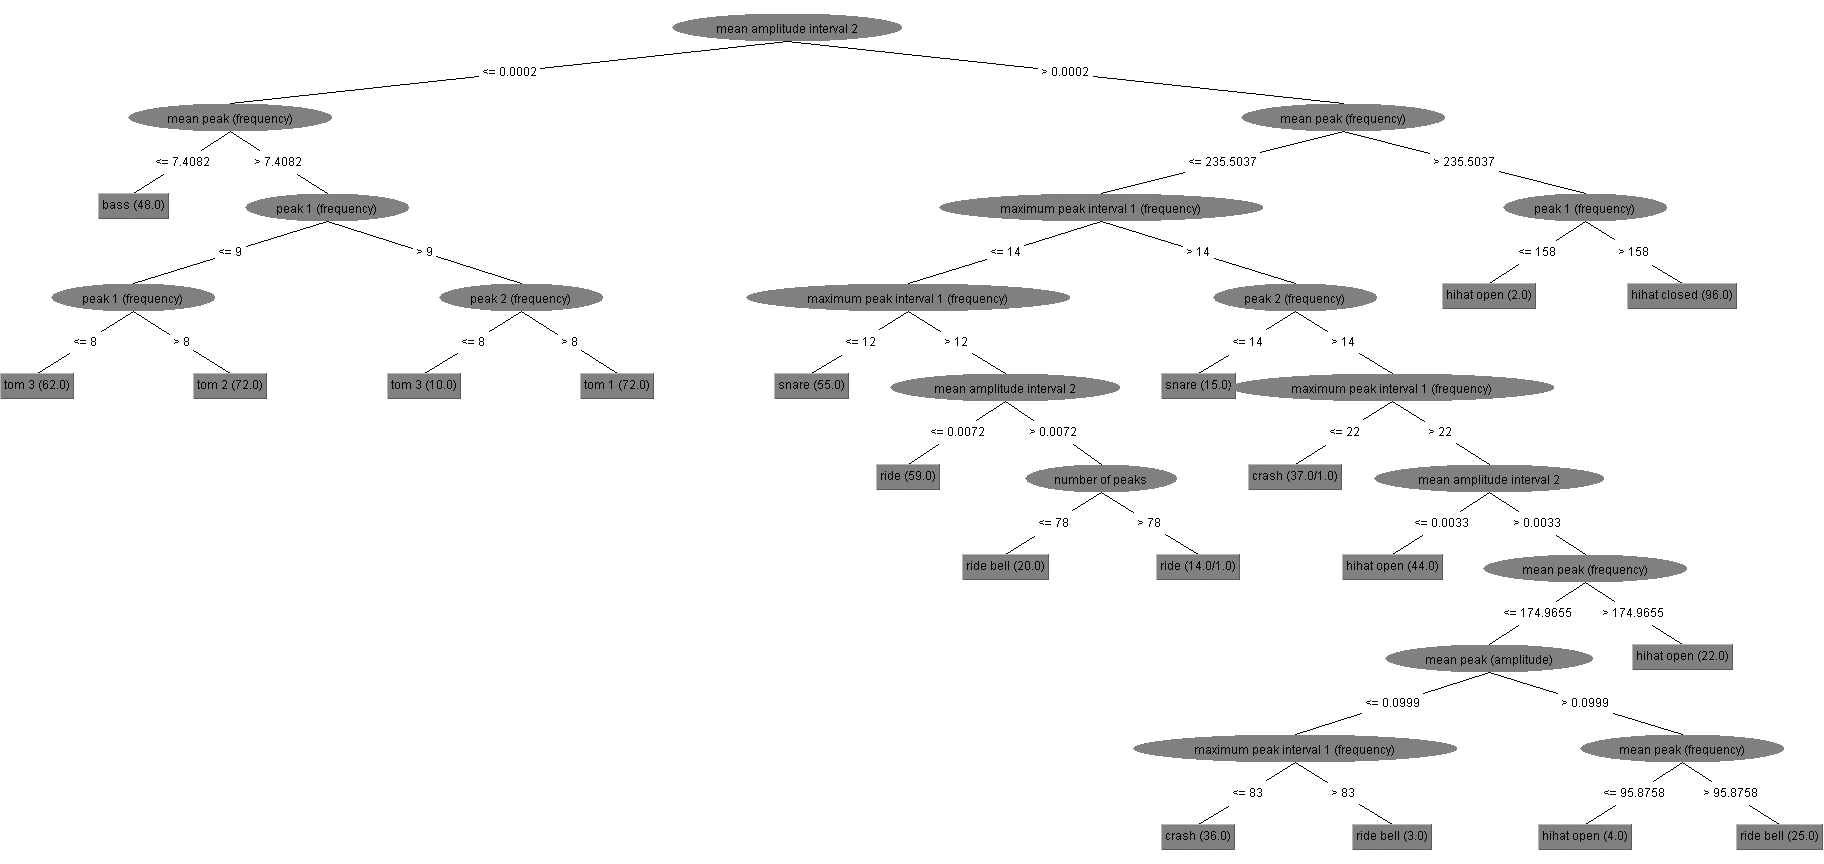 mean amplitude interval 2
<= 0.0002
> 0.0002
mean peak (frequency)
mean peak (frequency)
<= 7.4082
> 7.4082
<= 235.5037
> 235.5037
bass (48.0)
peak 1 (frequency)
maximum peak interval 1 (frequency)
peak 1 (frequency)
<= 9
> 9
<= 14
> 14
<= 158
> 158
peak 1 (frequency)
peak 2 (frequency)
maximum peak interval 1 (frequency)
peak 2 (frequency)
hihat open (2.0)
hihat closed (96.0)
<= 8
> 8
<= 8
> 8
<= 12
> 12
<= 14
> 14
tom 3 (62.0)
tom 2 (72.0)
tom 3 (10.0)
tom 1 (72.0)
snare (55.0)
mean amplitude interval 2
snare (15.0)
maximum peak interval 1 (frequency)
<= 0.0072
> 0.0072
<= 22
> 22
ride (59.0)
number of peaks
crash (37.0/1.0)
mean amplitude interval 2
<= 78
> 78
<= 0.0033
> 0.0033
ride bell (20.0)
ride (14.0/1.0)
hihat open (44.0)
mean peak (frequency)
<= 174.9655
> 174.9655
mean peak (amplitude)
hihat open (22.0)
<= 0.0999
> 0.0999
maximum peak interval 1 (frequency)
mean peak (frequency)
<= 83
> 83
<= 95.8758
> 95.8758
crash (36.0)
ride bell (3.0)
hihat open (4.0)
ride bell (25.0)